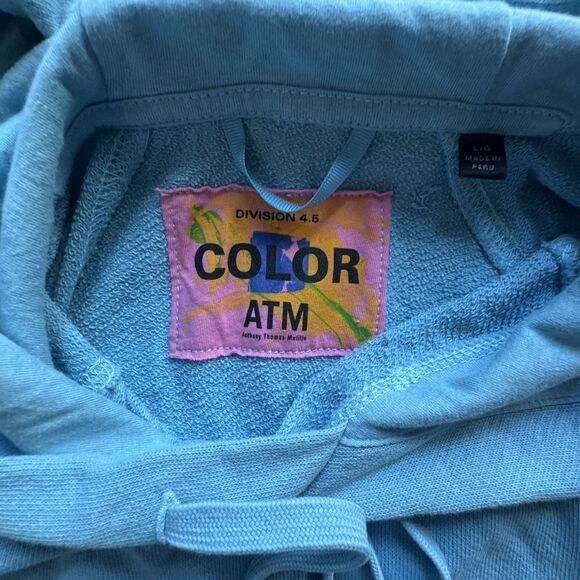 DIVISION 4.5
COLOR
ATM
Anthony Thomas Melillo
L/G
MADE IN
PERU